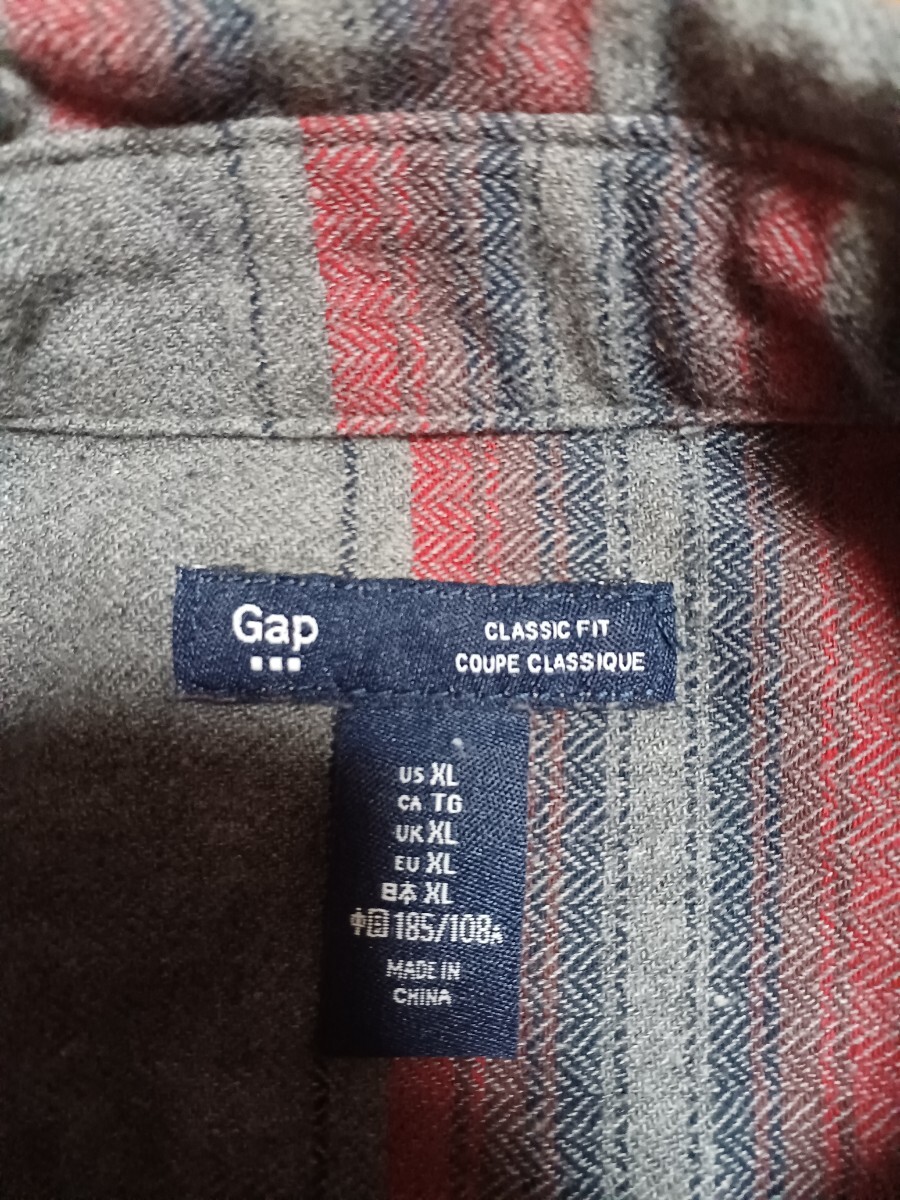 Gap
CLASSIC FIT
COUPE CLASSIQUE
US XL
CA TG
UK XL
EU XL
日本 XL
中国 185/108A
MADE IN
CHINA